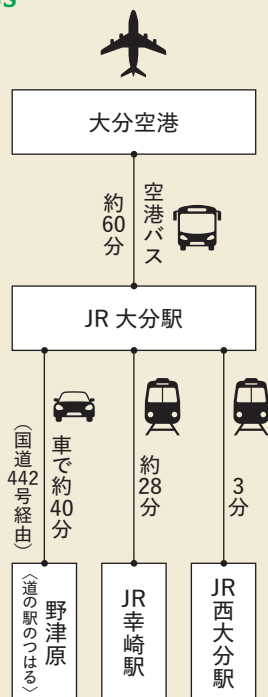 大分空港
約60分
空港バス
JR 大分駅
車で約40分
(国道442号経由)
約28分
3分
野津原
〈道の駅のつはる〉
JR幸崎駅
JR西大分駅